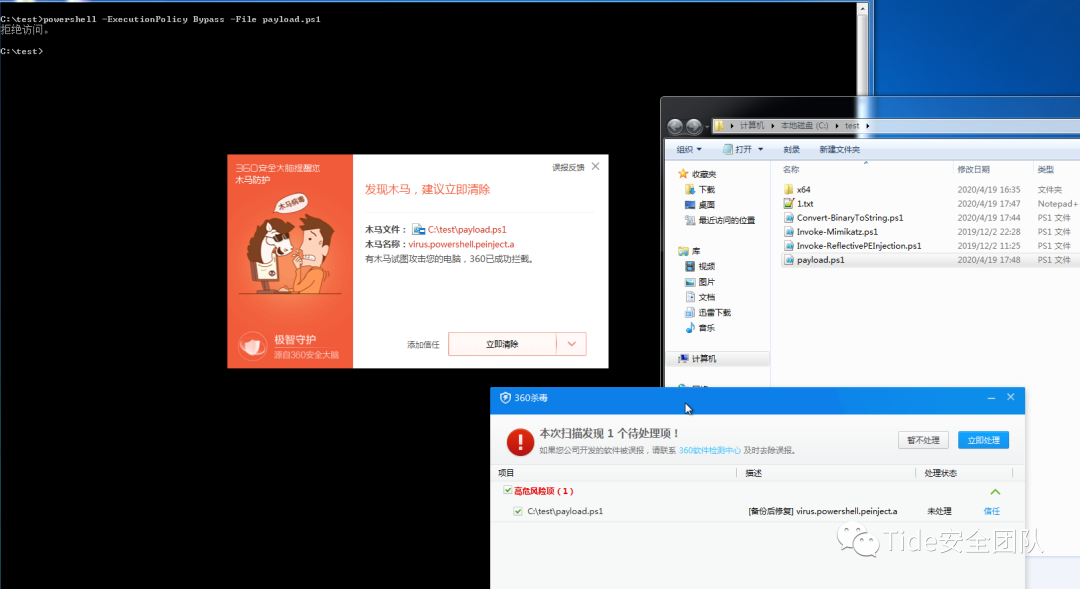 C:\test>powershell -ExecutionPolicy Bypass -File payload.ps1
拒绝访问。
C:\test>
360安全大脑提醒您
木马防护
误报反馈
木马病毒
发现木马，建议立即清除
木马文件： C:\test\payload.ps1
木马名称：virus.powershell.peinject.a
有木马试图攻击您的电脑，360已成功拦截。
极智守护
源自360安全大脑
添加信任
立即清除
计算机 本地磁盘 (C:) test
组织 打开 刻录 新建文件夹
收藏夹
下载
桌面
最近访问的位置
库
视频
图片
文档
迅雷下载
音乐
计算机
名称 修改日期 类型
x64 2020/4/19 16:35 文件夹
1.txt 2020/4/19 17:47 Notepad+
Convert-BinaryToString.ps1 2020/4/19 17:44 PS1 文件
Invoke-Mimikatz.ps1 2019/12/2 22:28 PS1 文件
Invoke-ReflectivePEInjection.ps1 2019/12/2 11:25 PS1 文件
payload.ps1 2020/4/19 17:48 PS1 文件
360杀毒
本次扫描发现 1 个待处理项！
如果您公司开发的软件被误报，请联系 360软件检测中心 及时去除误报。
暂不处理 立即处理
项目 描述 处理状态
高危风险项（1）
C:\test\payload.ps1 [备份后修复] virus.powershell.peinject.a 未处理 信任
Tide安全团队